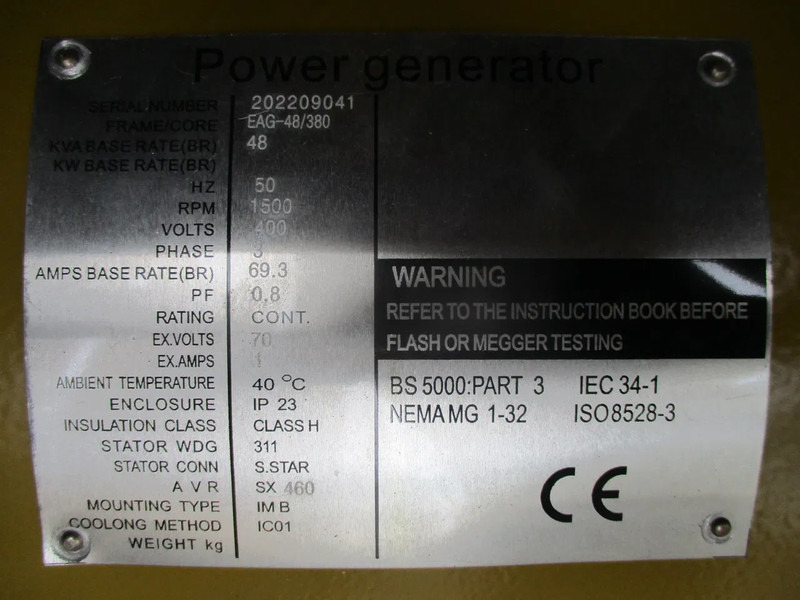 Power generator
SERIAL NUMBER 202209041
FRAME/CORE EAG-48/380
KVA BASE RATE(BR) 48
KW BASE RATE(BR)
HZ 50
RPM 1500
VOLTS 400
PHASE 3
AMPS BASE RATE(BR) 69.3
PF 0.8
RATING CONT.
EX.VOLTS 70
EX.AMPS 1
AMBIENT TEMPERATURE 40 °C
ENCLOSURE IP 23
INSULATION CLASS CLASS H
STATOR WDG 311
STATOR CONN S.STAR
A V R SX 460
MOUNTING TYPE IM B
COOLONG METHOD IC01
WEIGHT kg
WARNING
REFER TO THE INSTRUCTION BOOK BEFORE
FLASH OR MEGGER TESTING
BS 5000:PART 3 IEC 34-1
NEMA MG 1-32 ISO8528-3
CE